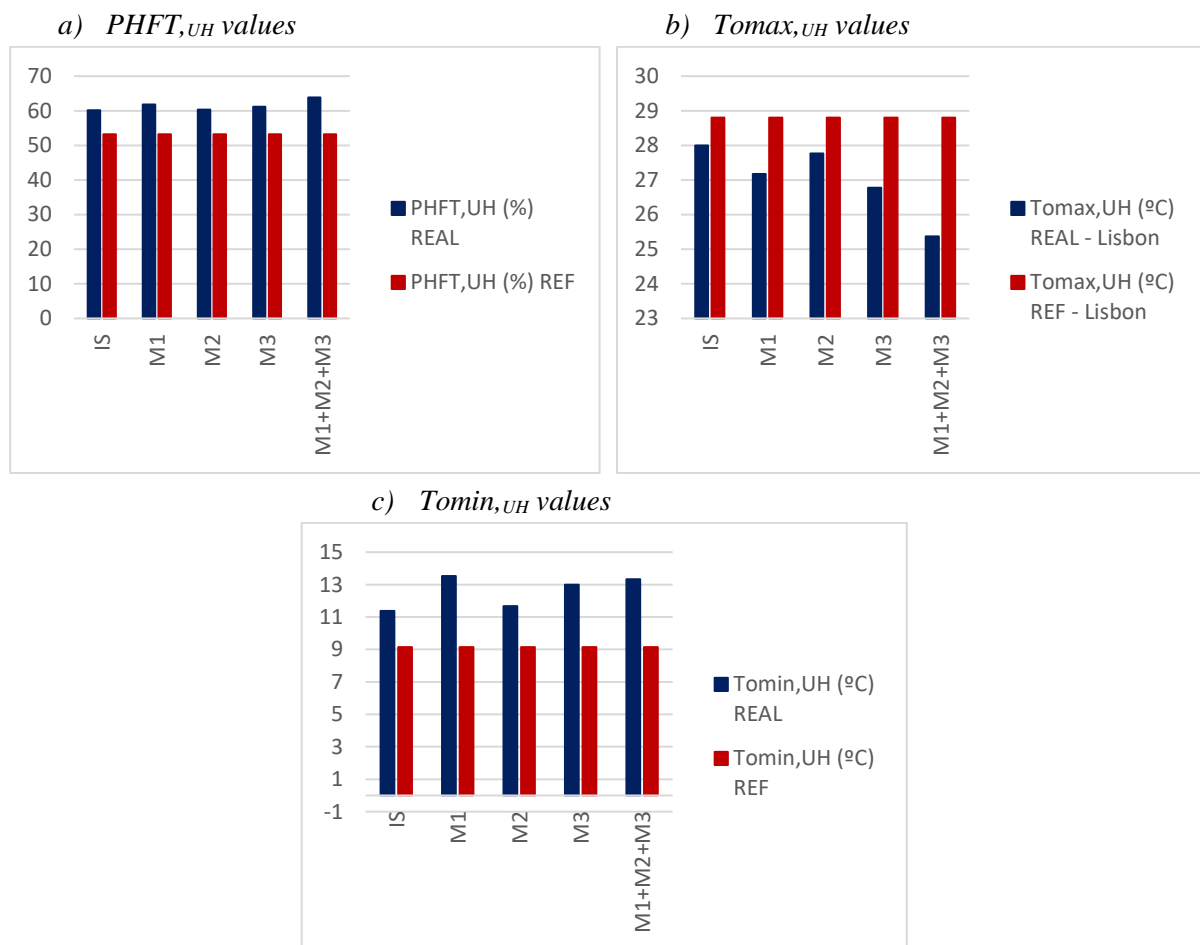 a) PHFT,UH values
70
60
50
40
30
20
10
0
IS
M1
M2
M3
M1+M2+M3
PHFT,UH (%)
REAL
PHFT,UH (%) REF
b) Tomax,UH values
30
29
28
27
26
25
24
23
IS
M1
M2
M3
M1+M2+M3
Tomax,UH (ºC)
REAL - Lisbon
Tomax,UH (ºC)
REF - Lisbon
c) Tomin,UH values
15
13
11
9
7
5
3
1
-1
IS
M1
M2
M3
M1+M2+M3
Tomin,UH (ºC)
REAL
Tomin,UH (ºC)
REF